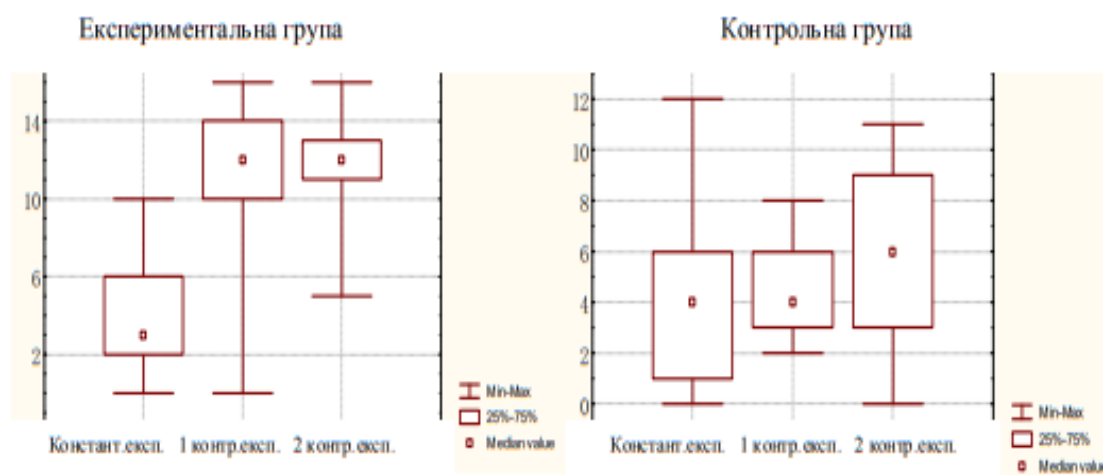 Експериментальна група
Контрольна група
14
10
6
2
Min-Max
25%-75%
Median value
Констант.експ. 1 контр.експ. 2 контр.експ.
12
10
8
6
4
2
0
Min-Max
25%-75%
Median value
Констант.експ. 1 контр.експ. 2 контр.експ.